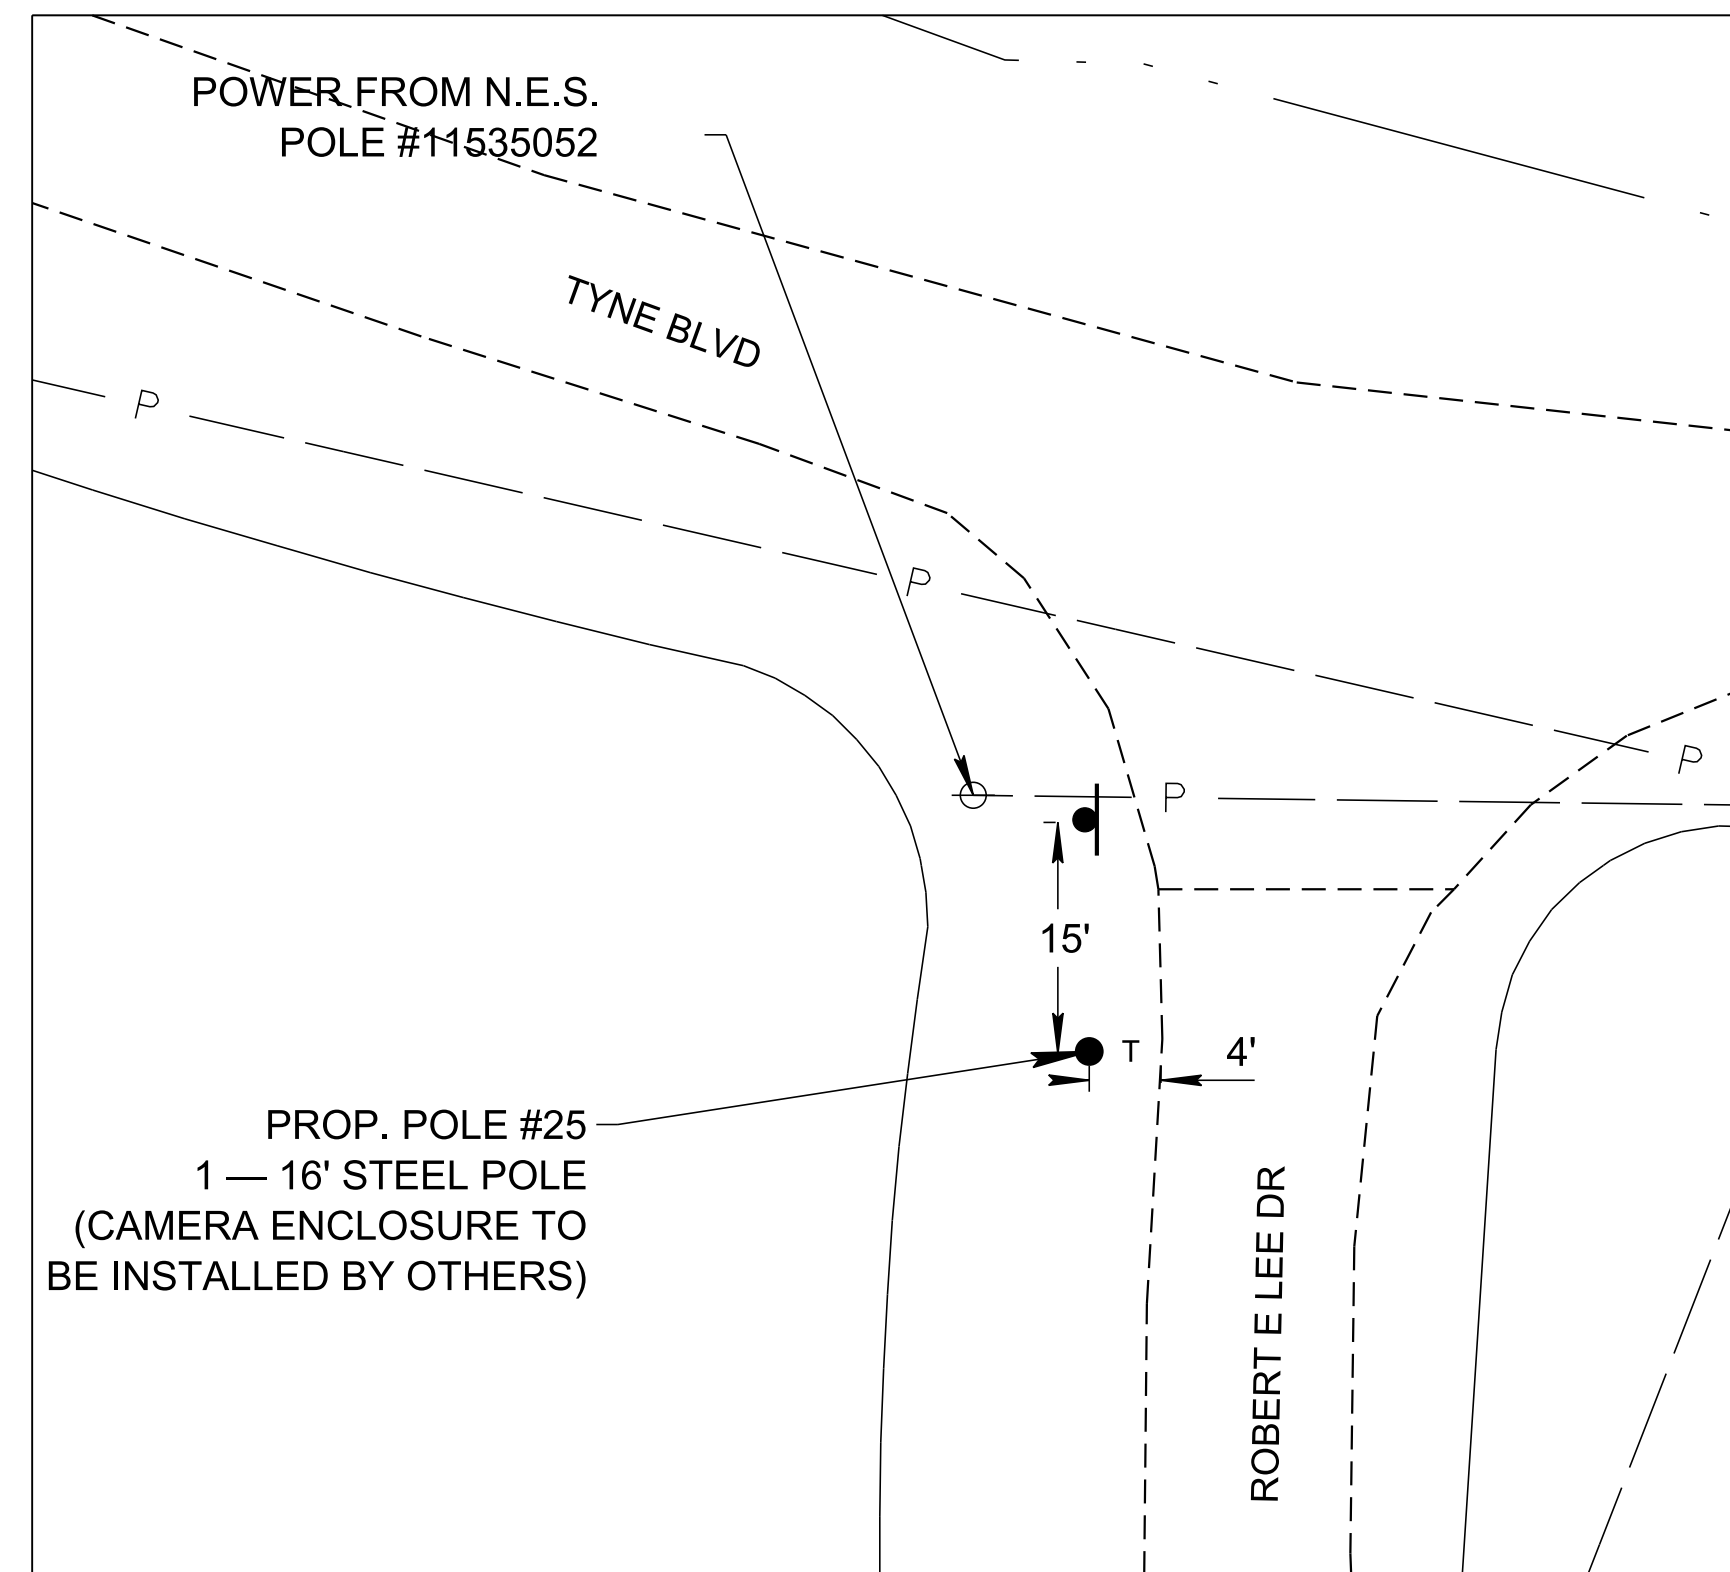 POWER FROM N.E.S.
POLE #11535052
TYNE BLVD
P
P
P
P
15'
T
4'
PROP. POLE #25
1 — 16' STEEL POLE
(CAMERA ENCLOSURE TO
BE INSTALLED BY OTHERS)
ROBERT E LEE DR